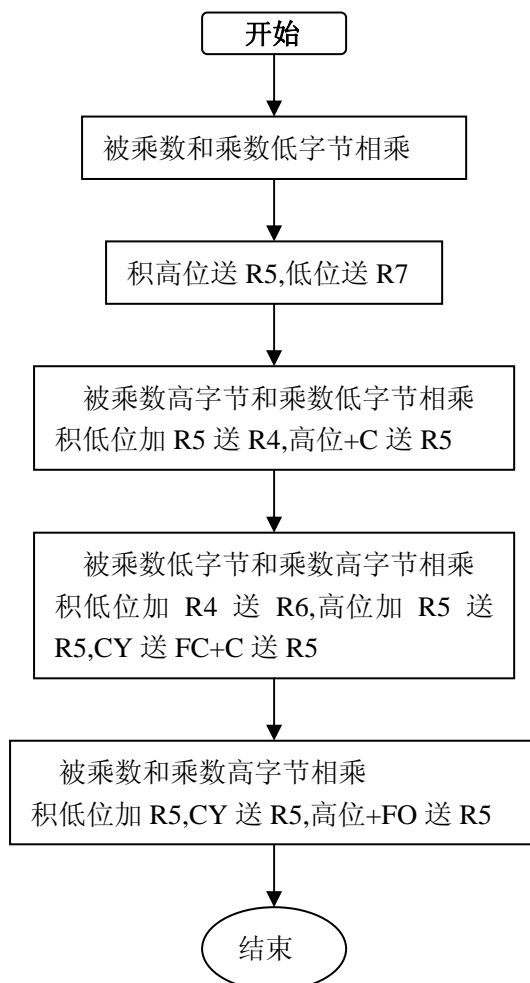 开始
被乘数和乘数低字节相乘
积高位送 R5,低位送 R7
被乘数高字节和乘数低字节相乘
积低位加 R5 送 R4,高位+C 送 R5
被乘数低字节和乘数高字节相乘
积低位加 R4 送 R6,高位加 R5 送
R5,CY 送 FC+C 送 R5
被乘数和乘数高字节相乘
积低位加 R5,CY 送 R5,高位+FO 送 R5
结束